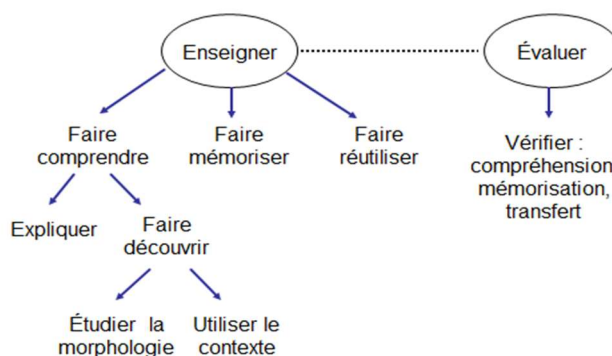 Enseigner
Évaluer
Faire
comprendre
Faire
mémoriser
Faire
réutiliser
Vérifier :
compréhension,
mémorisation,
transfert
Expliquer
Faire
découvrir
Étudier la
morphologie
Utiliser le
contexte